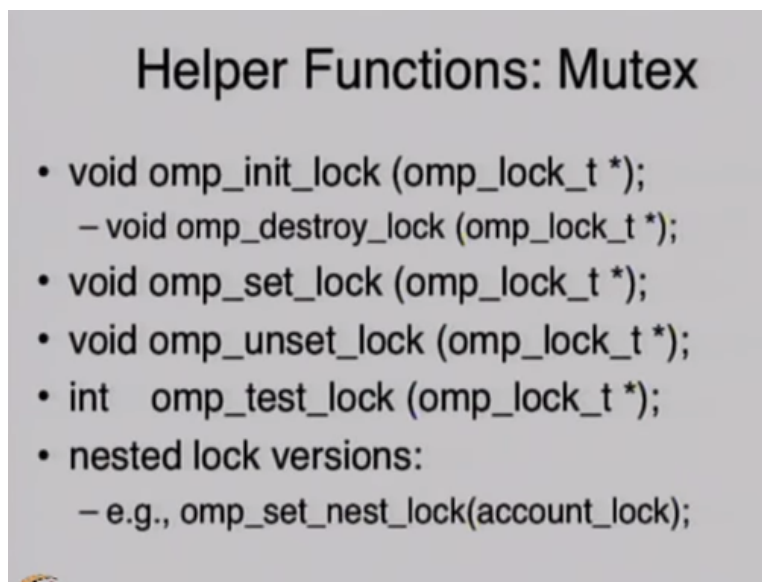 Helper Functions: Mutex
• void omp_init_lock (omp_lock_t *);
– void omp_destroy_lock (omp_lock_t *);
• void omp_set_lock (omp_lock_t *);
• void omp_unset_lock (omp_lock_t *);
• int omp_test_lock (omp_lock_t *);
• nested lock versions:
– e.g., omp_set_nest_lock(account_lock);